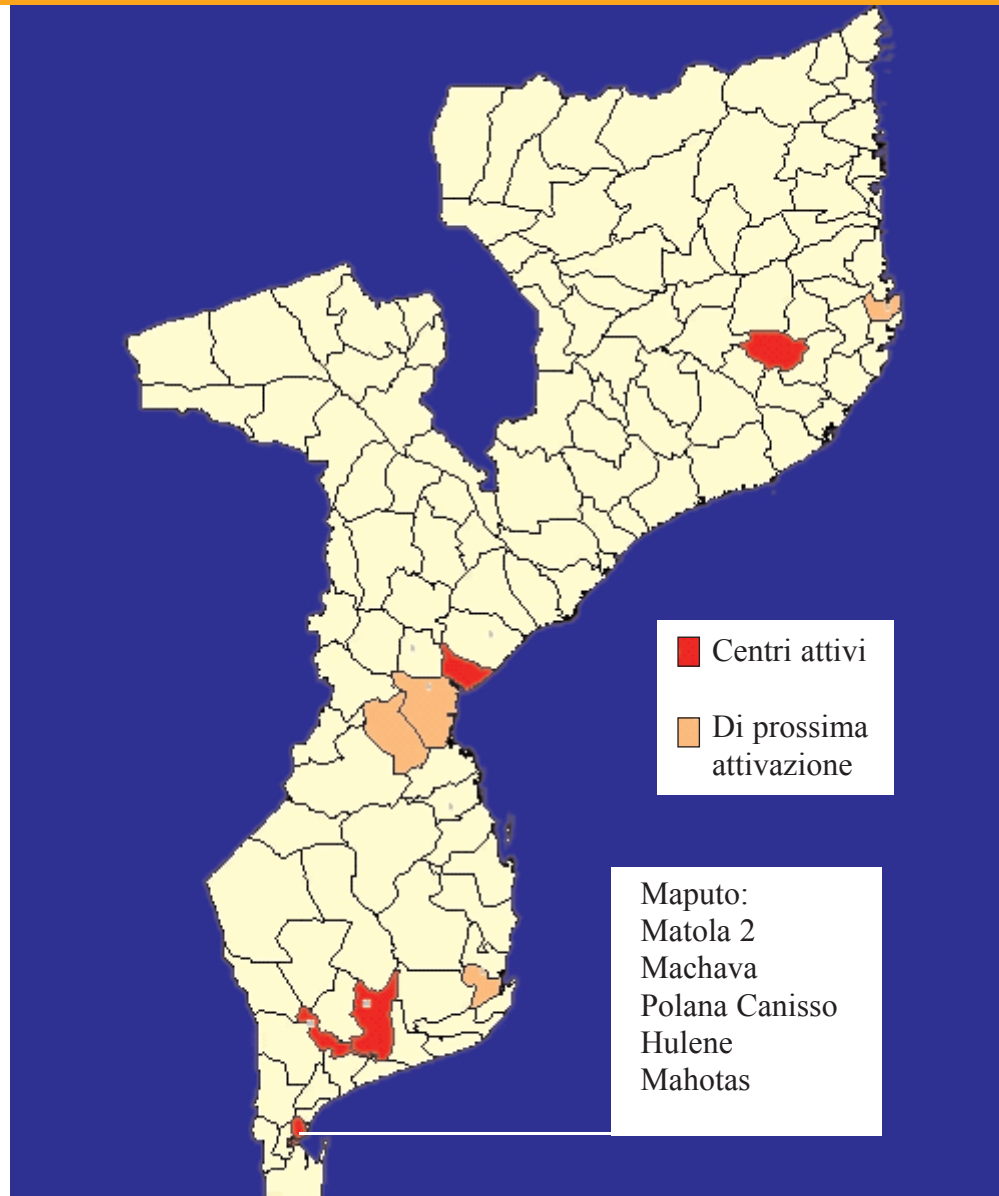 Centri attivi
Di prossima
attivazione
Maputo:
Matola 2
Machava
Polana Canisso
Hulene
Mahotas